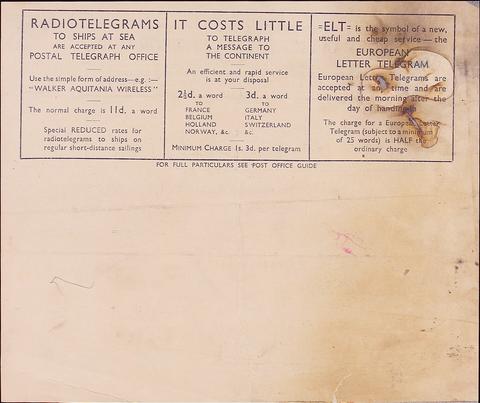 RADIOTELEGRAMS
TO SHIPS AT SEA
ARE ACCEPTED AT ANY
POSTAL TELEGRAPH OFFICE
Use the simple form of address—e.g. :—
"WALKER AQUITANIA WIRELESS"
The normal charge is 11d. a word
Special REDUCED rates for
radiotelegrams to ships on
regular short-distance sailings
IT COSTS LITTLE
TO TELEGRAPH
A MESSAGE TO
THE CONTINENT
An efficient and rapid service
is at your disposal
2½d. a word
TO
FRANCE
BELGIUM
HOLLAND
NORWAY, &c.
3d. a word
TO
GERMANY
ITALY
SWITZERLAND
&c.
MINIMUM CHARGE 1s. 3d. per telegram
=ELT= is the symbol of a new,
useful and cheap service—the
EUROPEAN
LETTER TELEGRAM
European Letter Telegrams are
accepted at any time and are
delivered the morning after the
day of handing in
The charge for a European Letter
Telegram (subject to a minimum
of 25 words) is HALF the
ordinary charge
FOR FULL PARTICULARS SEE POST OFFICE GUIDE